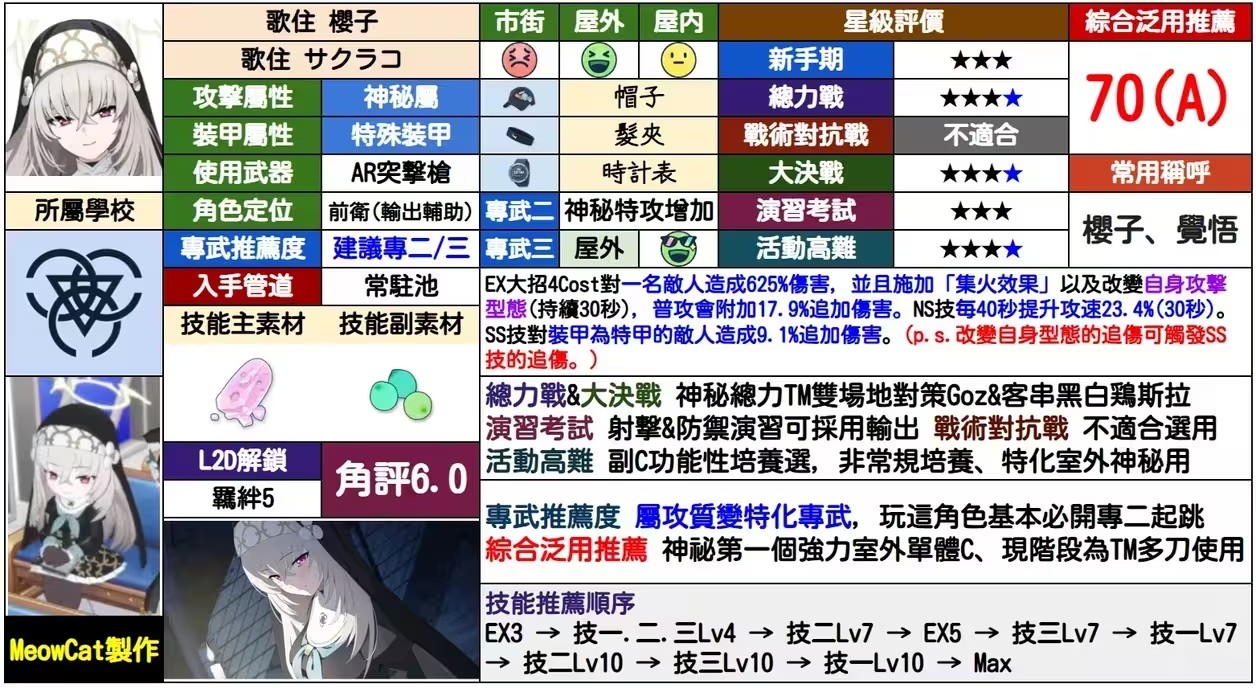 歌住 櫻子
歌住 サクラコ
攻擊屬性 神秘屬
裝甲屬性 特殊裝甲
使用武器 AR突擊槍
所屬學校
角色定位 前衛(輸出輔助)
專武推薦度 建議專二/三
入手管道 常駐池
技能主素材 技能副素材
L2D解鎖
羈絆5
角評6.0
MeowCat製作
市街 屋外 屋内
帽子
髮夾
時計表
專武二 神秘特攻增加
專武三 屋外
星級評價
新手期 ★★★
總力戰 ★★★★
戰術對抗戰 不適合
大決戰 ★★★★
演習考試 ★★★
活動高難 ★★★★
綜合泛用推薦
70(A)
常用稱呼
櫻子、覺悟
EX大招4Cost對一名敵人造成625%傷害，並且施加「集火效果」以及改變自身攻擊
型態(持續30秒)，普攻會附加17.9%追加傷害。NS技每40秒提升攻速23.4%(30秒)。
SS技對裝甲為特甲的敵人造成9.1%追加傷害。(p.s.改變自身型態的追傷可觸發SS
技的追傷。)
總力戰&大決戰 神秘總力TM雙場地對策Goz&客串黑白鶏斯拉
演習考試 射擊&防禦演習可採用輸出 戰術對抗戰 不適合選用
活動高難 副C功能性培養選，非常規培養、特化室外神秘用
專武推薦度 屬攻質變特化專武，玩這角色基本必開專二起跳
綜合泛用推薦 神祕第一個強力室外單體C、現階段為TM多刀使用
技能推薦順序
EX3 → 技一.二.三Lv4 → 技二Lv7 → EX5 → 技三Lv7 → 技一Lv7
→ 技二Lv10 → 技三Lv10 → 技一Lv10 → Max